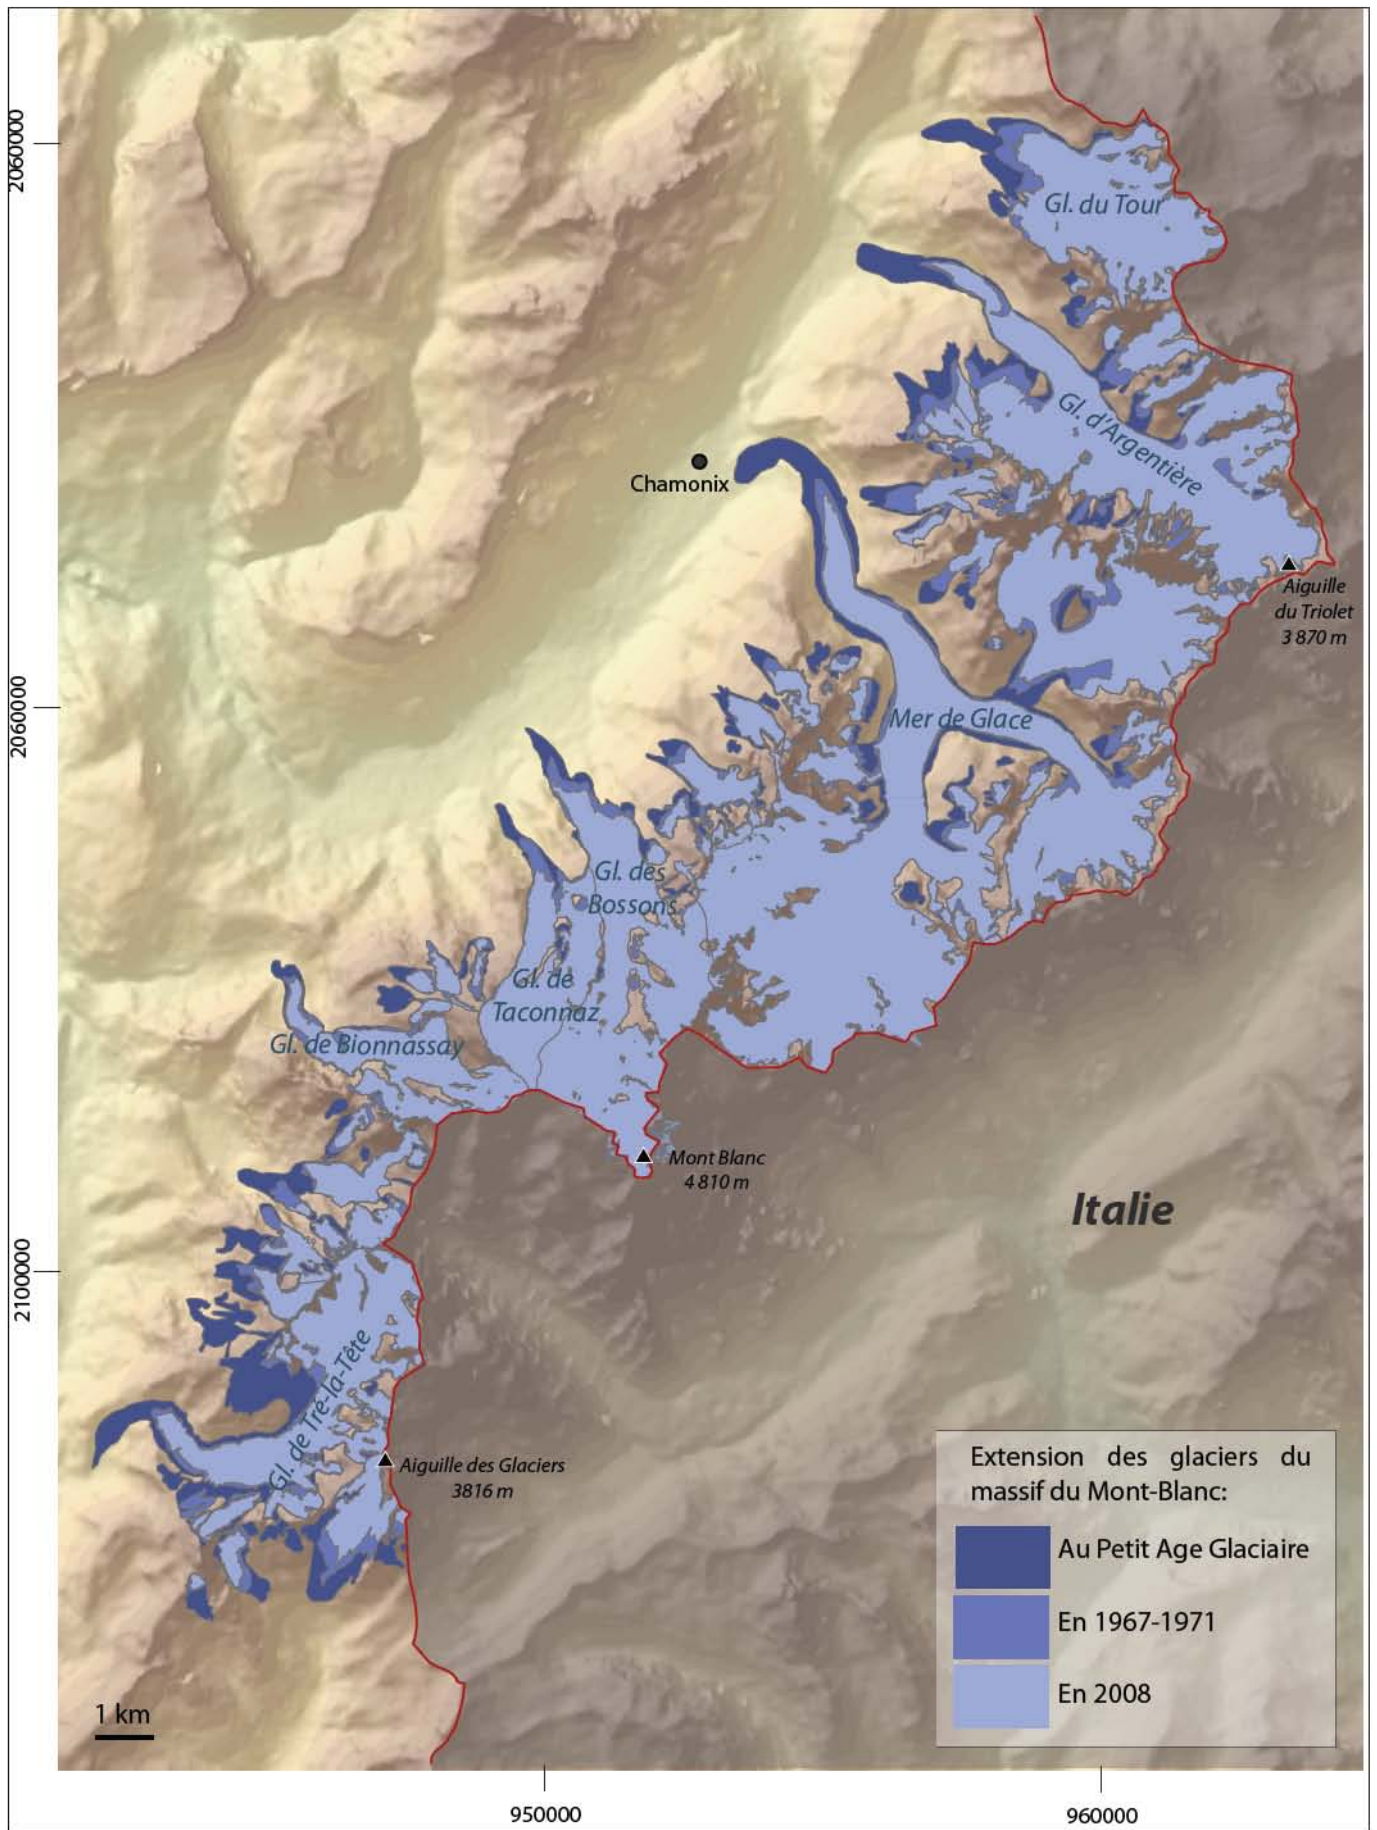 2060000
Gl. du Tour
Gl. d'Argentière
Chamonix
Aiguille
du Triolet
3 870 m
2060000
Mer de Glace
Gl. des
Bossons
Gl. de
Taconnaz
Gl. de Bionnassay
Mont Blanc
4 810 m
Italie
2100000
Gl. de Tré-la-Tête
Aiguille des Glaciers
3816 m
Extension des glaciers du
massif du Mont-Blanc:
Au Petit Age Glaciaire
En 1967-1971
En 2008
1 km
950000
960000